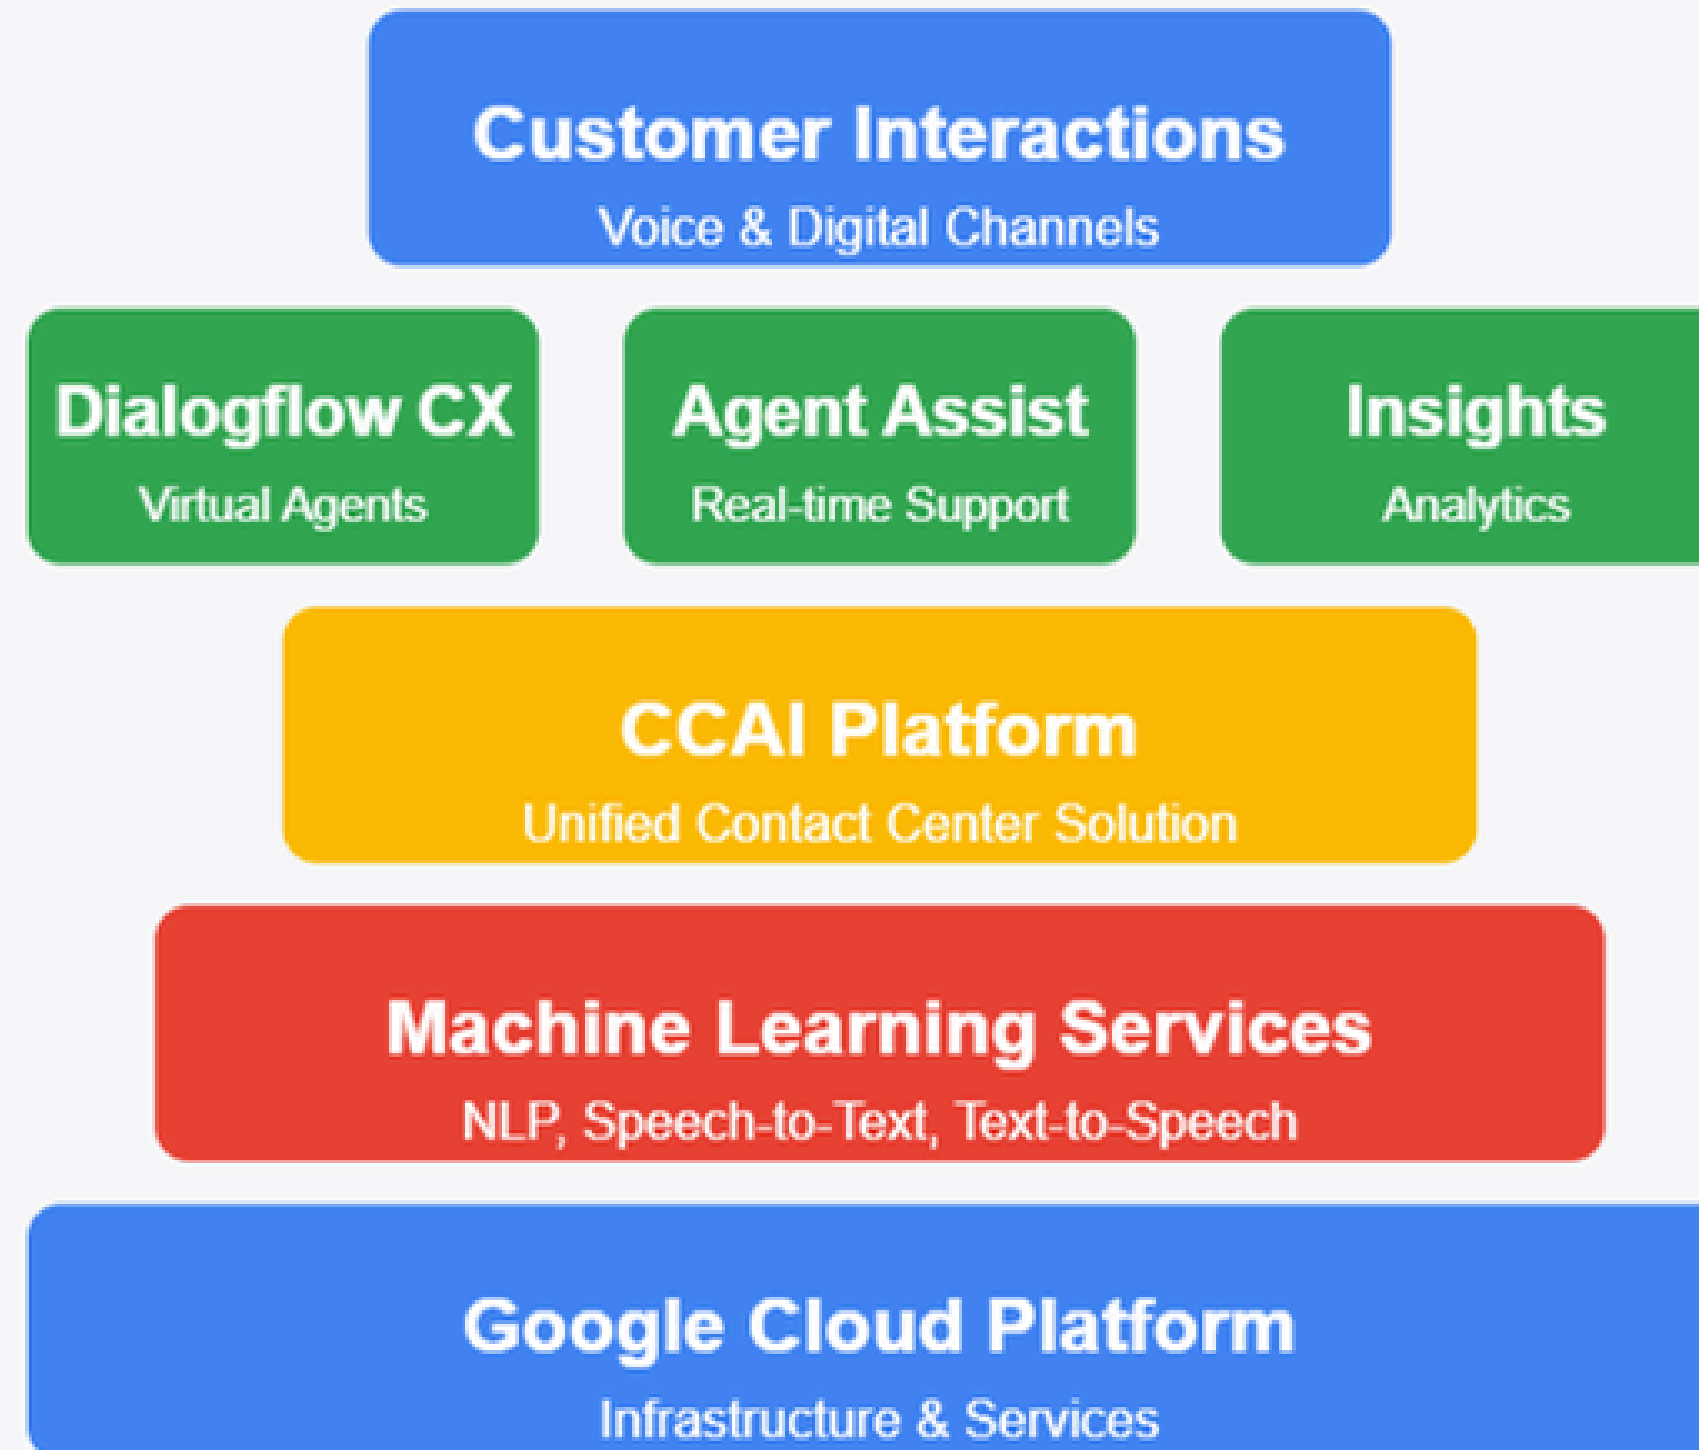 Customer Interactions
Voice & Digital Channels
Dialogflow CX
Virtual Agents
Agent Assist
Real-time Support
Insights
Analytics
CCAI Platform
Unified Contact Center Solution
Machine Learning Services
NLP, Speech-to-Text, Text-to-Speech
Google Cloud Platform
Infrastructure & Services